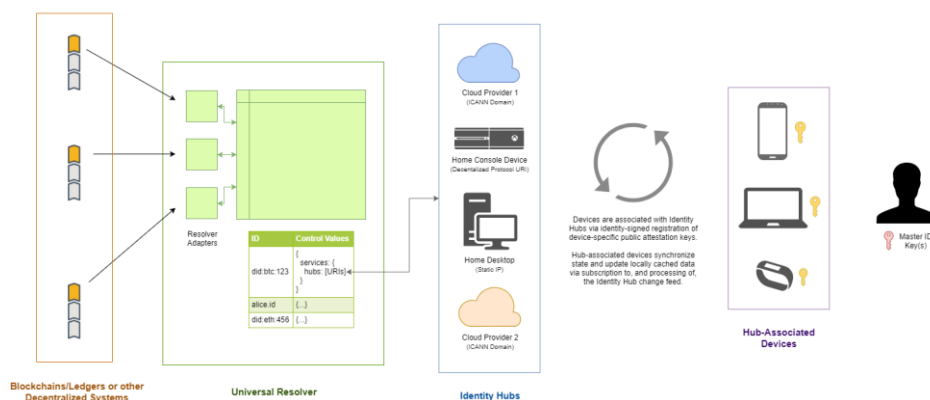 Blockchains/Ledgers or other
Decentralized Systems
Resolver
Adapters
ID Control Values
did:btc:123
{
services: {
hubs: [URIs]
}
}
alice.id {...}
did:eth:456 {...}
Universal Resolver
Cloud Provider 1
(ICANN Domain)
Home Console Device
(Decentalized Protocol URI)
Home Desktop
(Static IP)
Cloud Provider 2
(ICANN Domain)
Identity Hubs
Devices are associated with Identity
Hubs via identity-signed registration of
device-specific public attestation keys.
Hub-associated devices synchronize
state and update locally cached data
via subscription to, and processing of,
the Identity Hub change feed.
Hub-Associated
Devices
Master ID
Key(s)